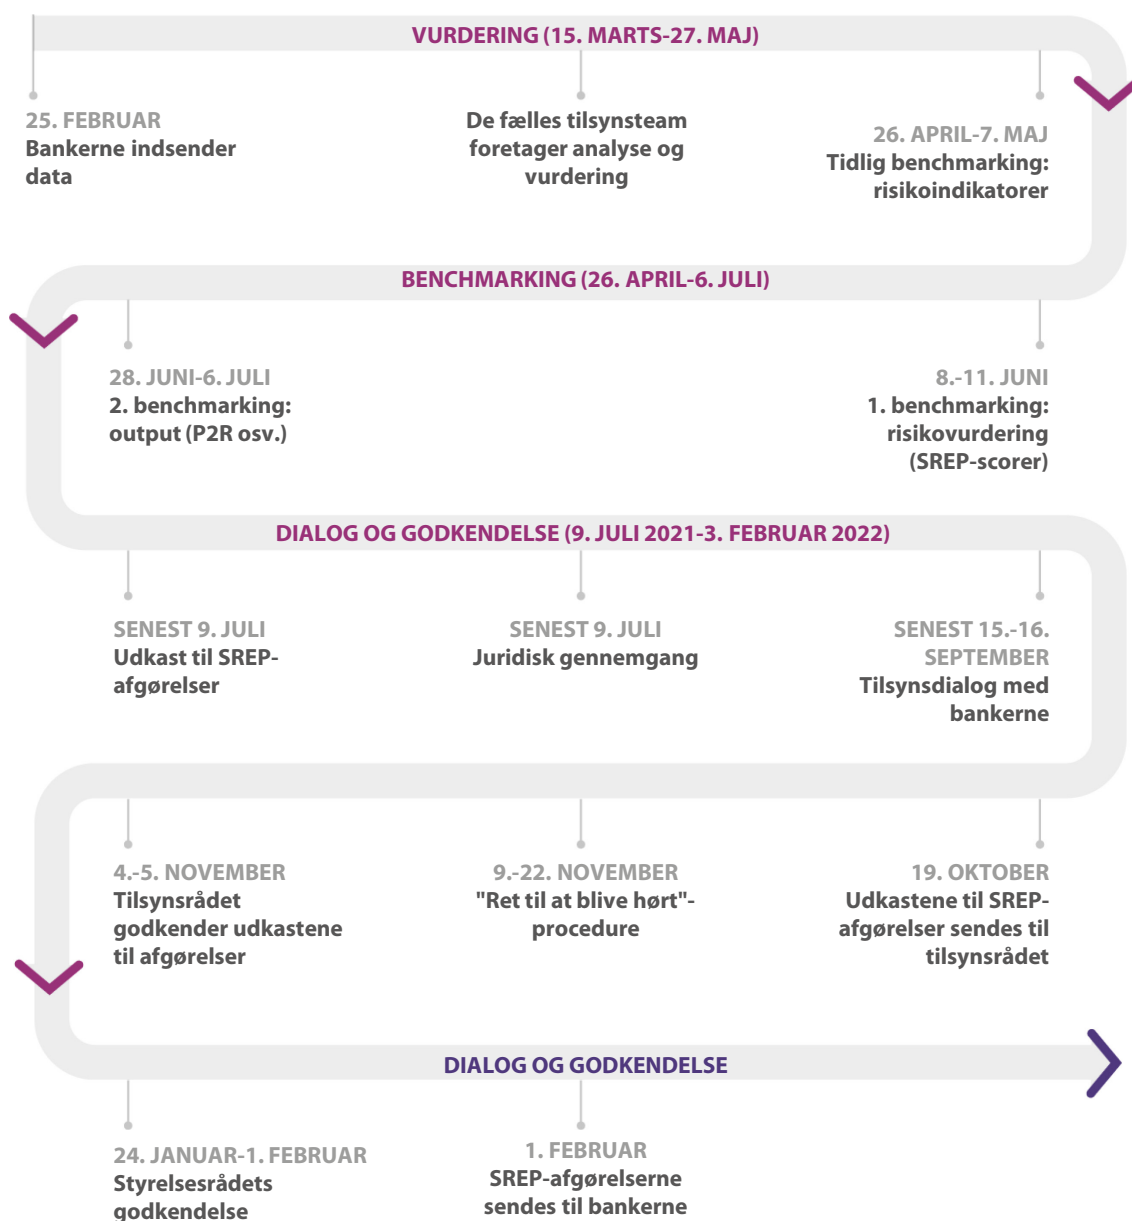 VURDERING (15. MARTS-27. MAJ)
25. FEBRUAR
Bankerne indsender
data
De fælles tilsynsteam
foretager analyse og
vurdering
26. APRIL-7. MAJ
Tidlig benchmarking:
risikoindikatorer
BENCHMARKING (26. APRIL-6. JULI)
28. JUNI-6. JULI
2. benchmarking:
output (P2R osv.)
8.-11. JUNI
1. benchmarking:
risikovurdering
(SREP-scorer)
DIALOG OG GODKENDELSE (9. JULI 2021-3. FEBRUAR 2022)
SENEST 9. JULI
Udkast til SREP-
afgørelser
SENEST 9. JULI
Juridisk gennemgang
SENEST 15.-16.
SEPTEMBER
Tilsynsdialog med
bankerne
4.-5. NOVEMBER
Tilsynsrådet
godkender udkastene
til afgørelser
9.-22. NOVEMBER
"Ret til at blive hørt"-
procedure
19. OKTOBER
Udkastene til SREP-
afgørelser sendes til
tilsynsrådet
DIALOG OG GODKENDELSE
24. JANUAR-1. FEBRUAR
Styrelsesrådets
godkendelse
1. FEBRUAR
SREP-afgørelserne
sendes til bankerne